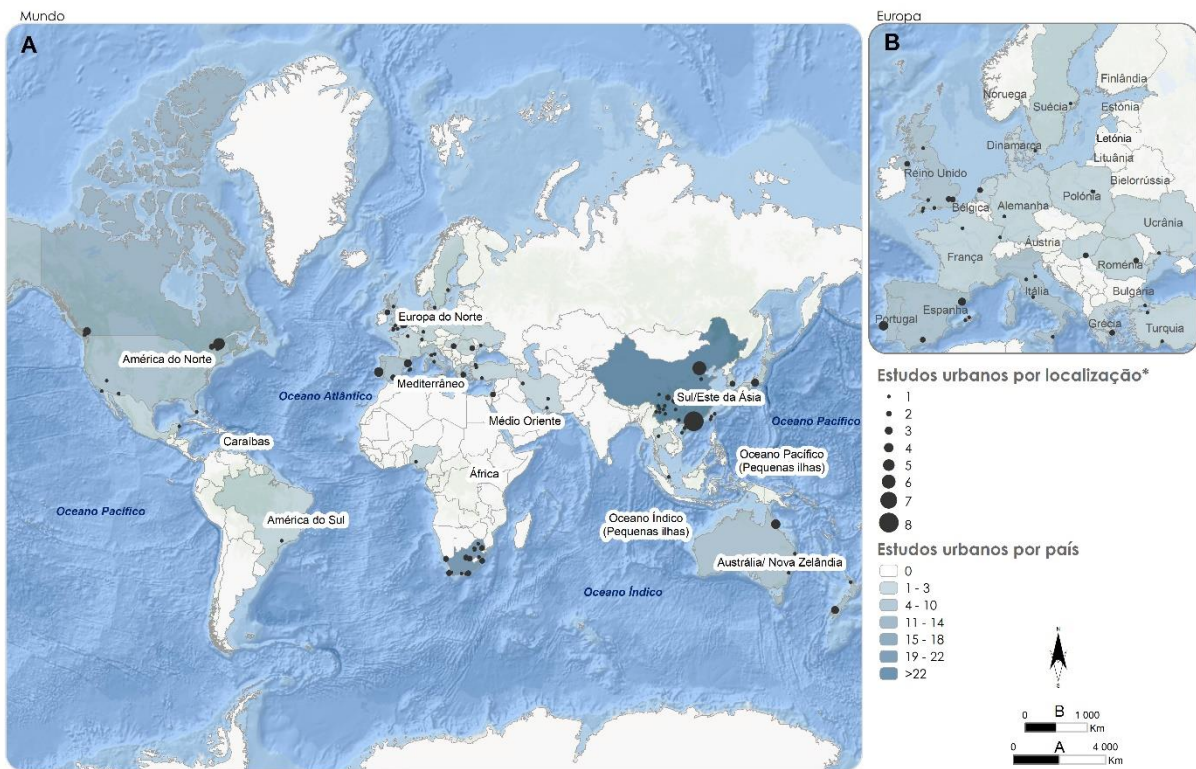 Mundo
A
Europa do Norte
América do Norte
Mediterrâneo
Oceano Atlântico
Sul/Este da Ásia
Médio Oriente
Oceano Pacífico
Caraíbas
África
Oceano Pacífico
(Pequenas ilhas)
Oceano Pacífico
América do Sul
Oceano Índico
(Pequenas ilhas)
Austrália/ Nova Zelândia
Oceano Índico
Europa
B
Finlândia
Noruega
Suécia
Estónia
Letónia
Dinamarca
Lituânia
Bielorrússia
Reino Unido
Polónia
Bélgica
Alemanha
Ucrânia
Áustria
França
Roménia
Itália
Bulgária
Espanha
Portugal
Grécia
Turquia
Estudos urbanos por localização*
1
2
3
4
5
6
7
8
Estudos urbanos por país
0
1 - 3
4 - 10
11 - 14
15 - 18
19 - 22
>22
B
0 1 000
Km
A
0 4 000
Km